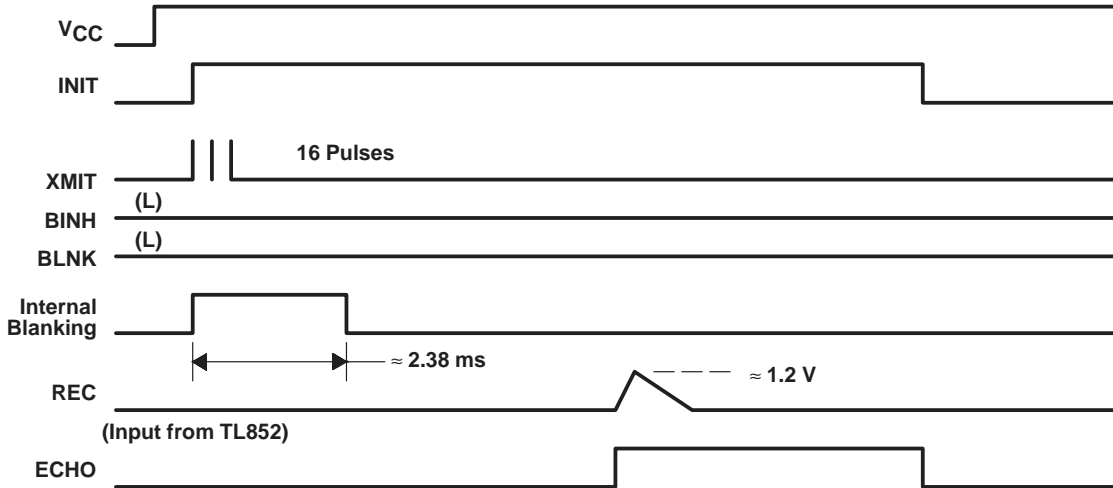 VCC
INIT
16 Pulses
XMIT
(L)
BINH
(L)
BLNK
Internal
Blanking
≈ 2.38 ms
≈ 1.2 V
REC
(Input from TL852)
ECHO